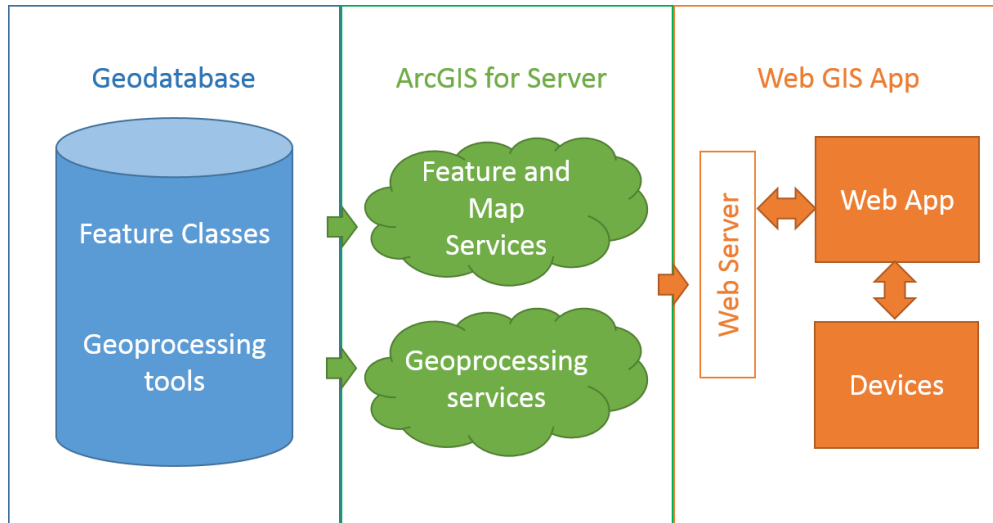 Geodatabase
Feature Classes
Geoprocessing
tools
ArcGIS for Server
Feature and
Map
Services
Geoprocessing
services
Web GIS App
Web Server
Web App
Devices